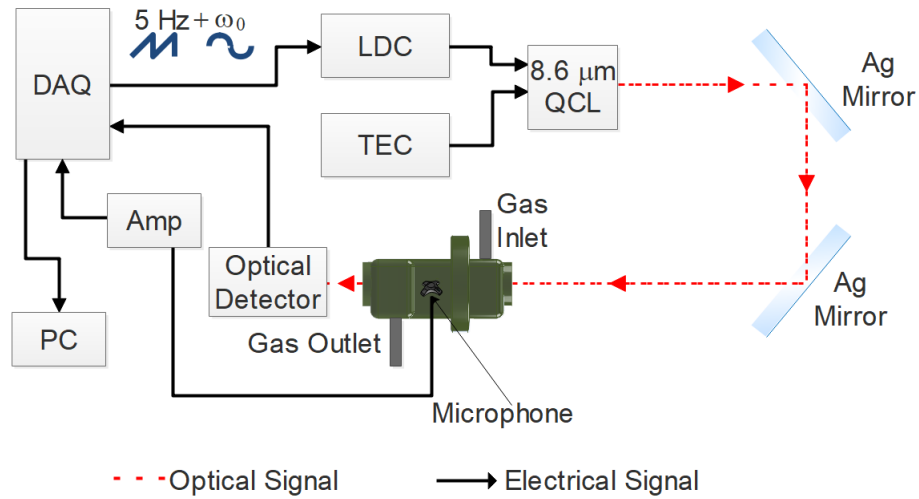 5 Hz + ω₀
DAQ
LDC
8.6 μm
QCL
TEC
Ag
Mirror
Amp
Gas
Inlet
Optical
Detector
Ag
Mirror
PC
Gas Outlet
Microphone
Optical Signal
Electrical Signal